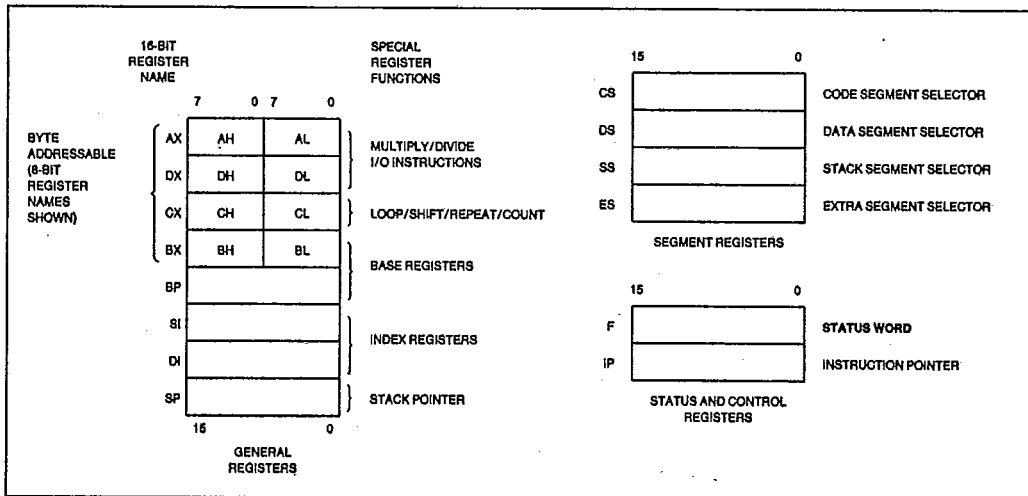 16-BIT
REGISTER
NAME
SPECIAL
REGISTER
FUNCTIONS
7 0 7 0
BYTE
ADDRESSABLE
(8-BIT
REGISTER
NAMES
SHOWN)
AX AH AL
DX DH DL
MULTIPLY/DIVIDE
I/O INSTRUCTIONS
CX CH CL
LOOP/SHIFT/REPEAT/COUNT
BX BH BL
BP
BASE REGISTERS
SI
DI
INDEX REGISTERS
SP
STACK POINTER
15 0
GENERAL
REGISTERS
15 0
CS CODE SEGMENT SELECTOR
DS DATA SEGMENT SELECTOR
SS STACK SEGMENT SELECTOR
ES EXTRA SEGMENT SELECTOR
SEGMENT REGISTERS
15 0
F STATUS WORD
IP INSTRUCTION POINTER
STATUS AND CONTROL
REGISTERS